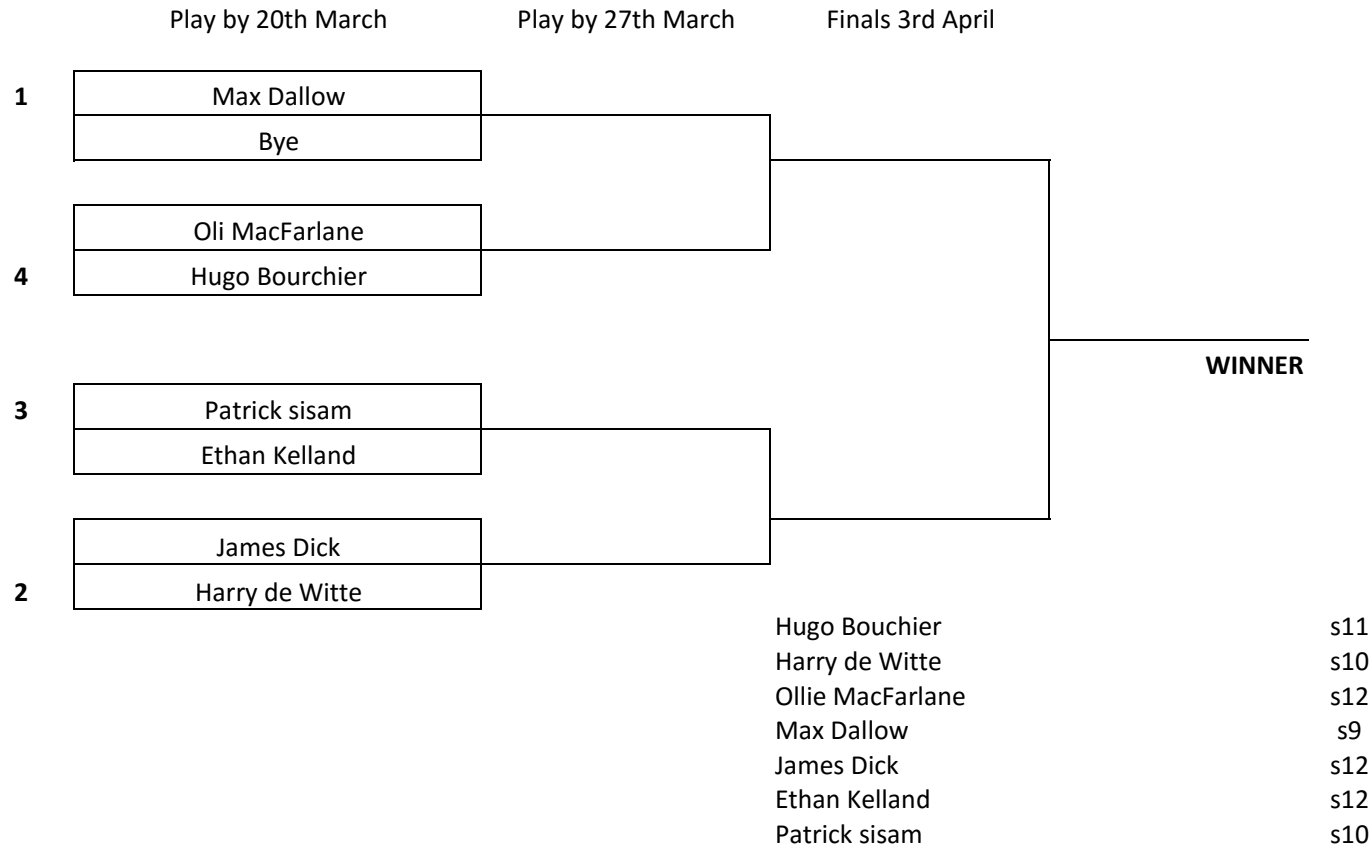 Play by 20th March Play by 27th March Finals 3rd April
1 Max Dallow
Bye
Oli MacFarlane
4 Hugo Bourchier
WINNER
3 Patrick sisam
Ethan Kelland
James Dick
2 Harry de Witte
Hugo Bouchier s11
Harry de Witte s10
Ollie MacFarlane s12
Max Dallow s9
James Dick s12
Ethan Kelland s12
Patrick sisam s10